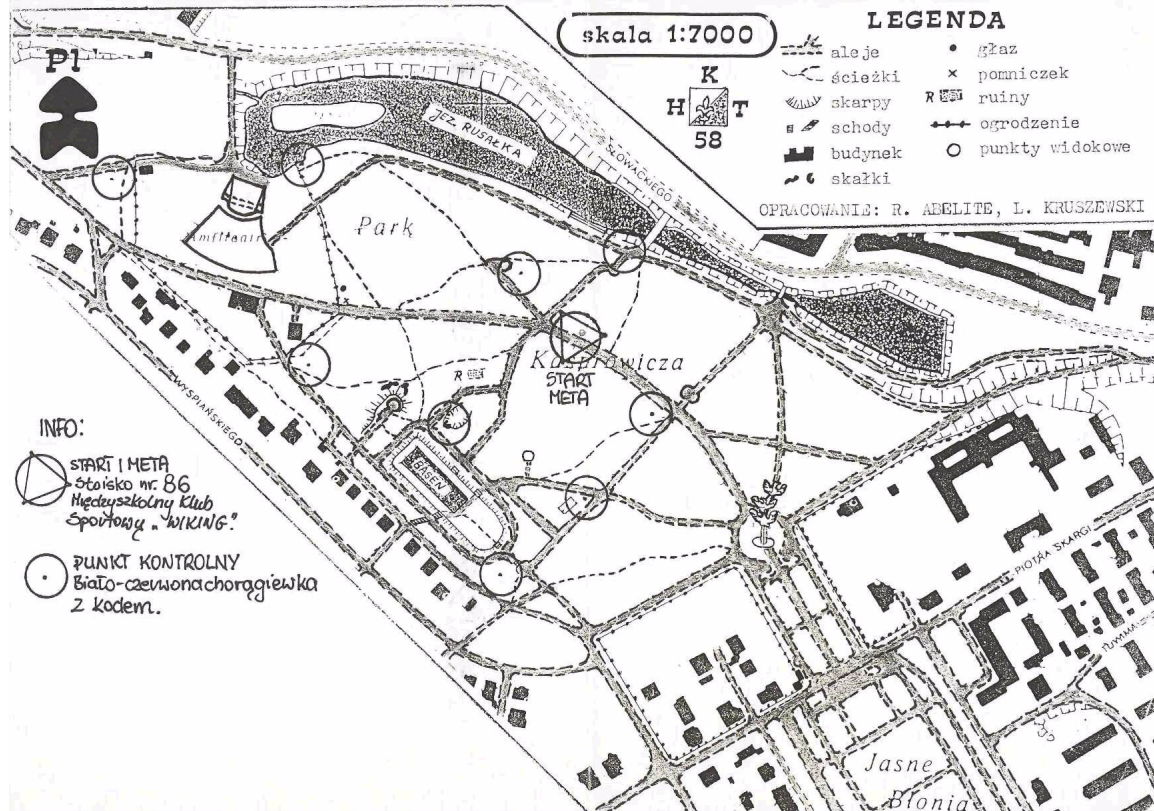 skala 1:7000
Pł
K
H T
58
LEGENDA
aleje
ścieżki
skarpy
schody
budynek
skałki
głaz
pomniczek
R ruiny
ogrodzenie
punkty widokowe
OPRACOWANIE: R. ABELITE, L. KRUSZEWSKI
JEZ. RUSAŁKA
SŁOWACKIEGO
Park
Amfiteatr
Kasprowicza
START
META
R
BASEN
WYSPIAŃSKIEGO
INFO:
START I META
Stoisko nr. 86
Międzyszkolny Klub
Sportowy „WIKING".
PUNKT KONTROLNY
Biało-czerwona chorągiewka
z kodem.
PIOTRA SKARGI
Jasne
Błonia